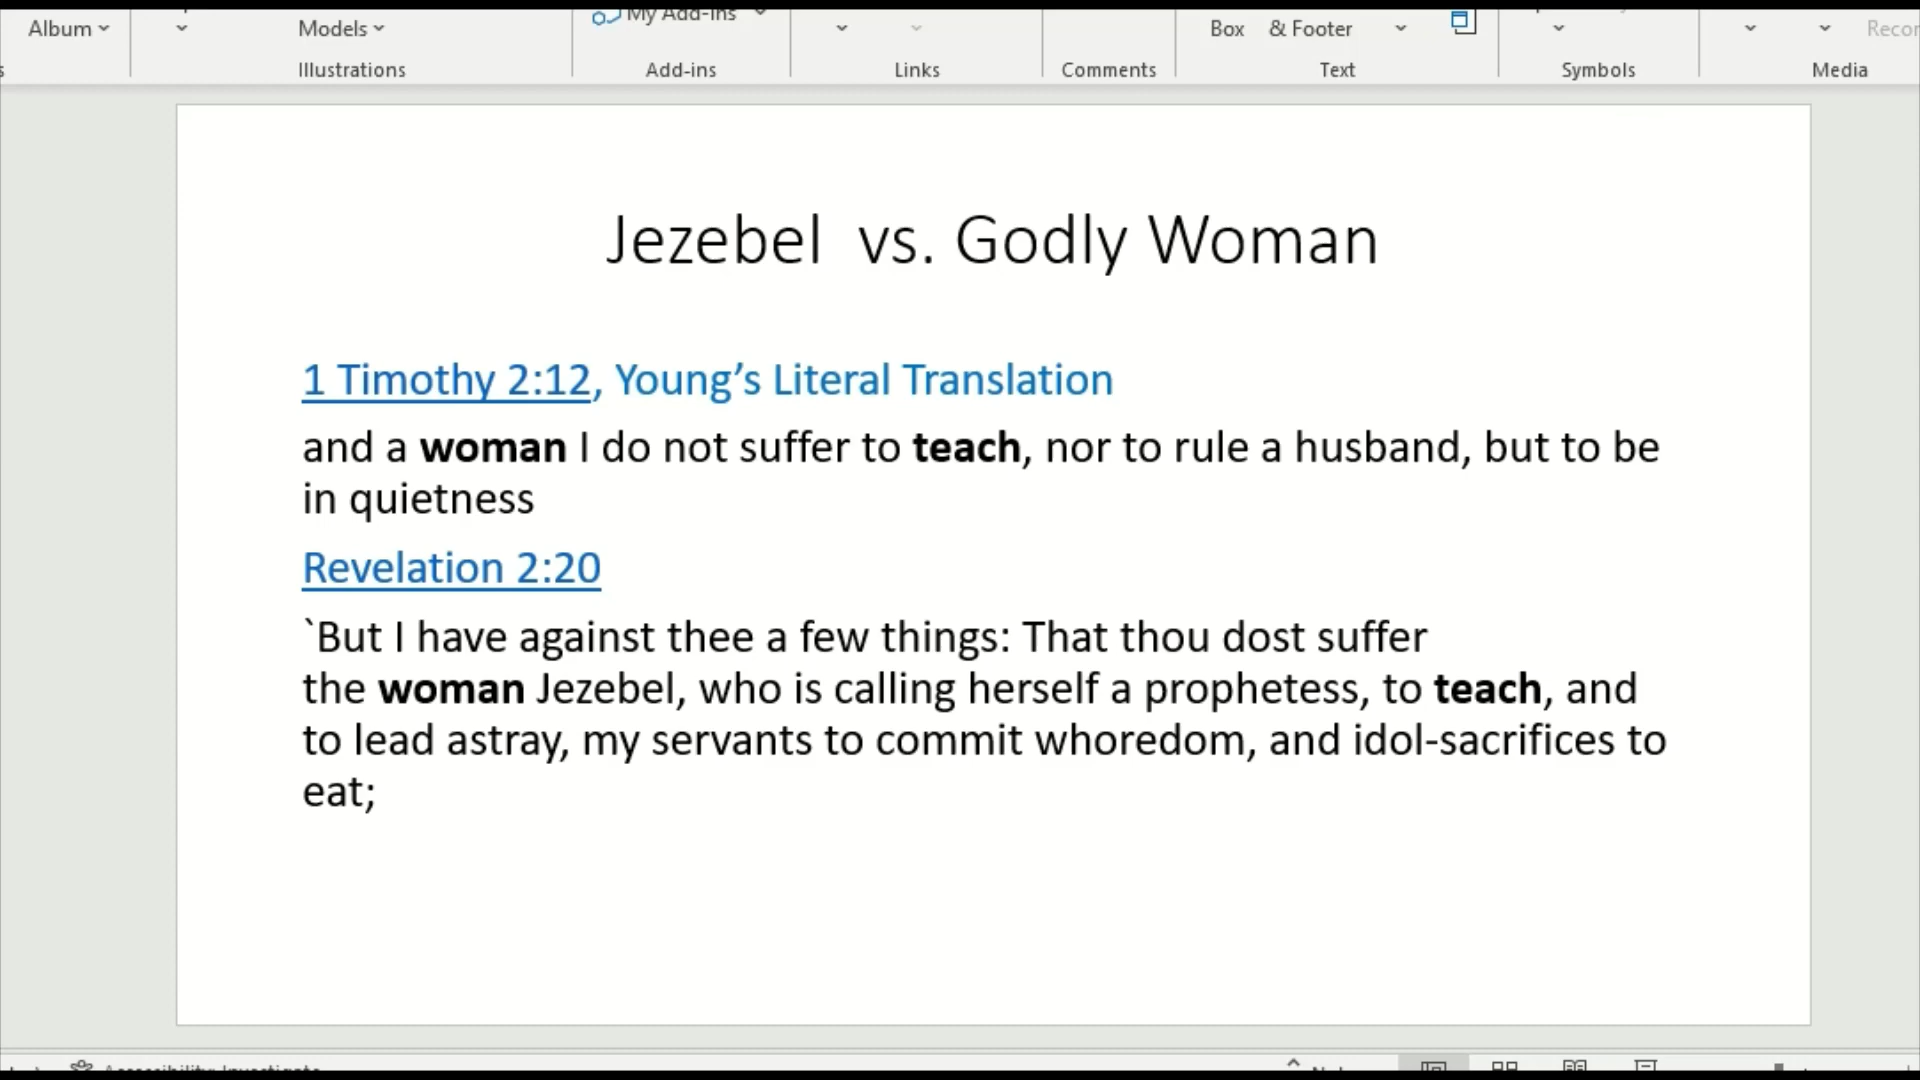 My Add-ins
Album Models Box & Footer
Illustrations Add-ins Links Comments Text Symbols Media
Jezebel  vs. Godly Woman
1 Timothy 2:12, Young’s Literal Translation
and a woman I do not suffer to teach, nor to rule a husband, but to be
in quietness
Revelation 2:20
`But I have against thee a few things: That thou dost suffer
the woman Jezebel, who is calling herself a prophetess, to teach, and
to lead astray, my servants to commit whoredom, and idol-sacrifices to
eat;